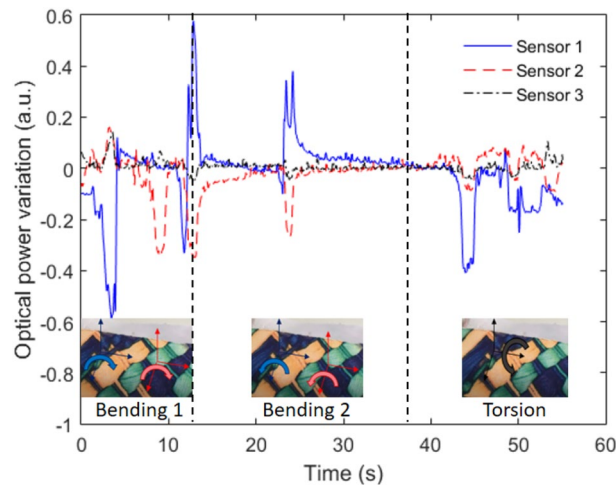 Optical power variation (a.u.)
0.6
0.4
0.2
0
-0.2
-0.4
-0.6
-0.8
-1
Sensor 1
Sensor 2
Sensor 3
Bending 1
Bending 2
Torsion
0
10
20
30
40
50
60
Time (s)